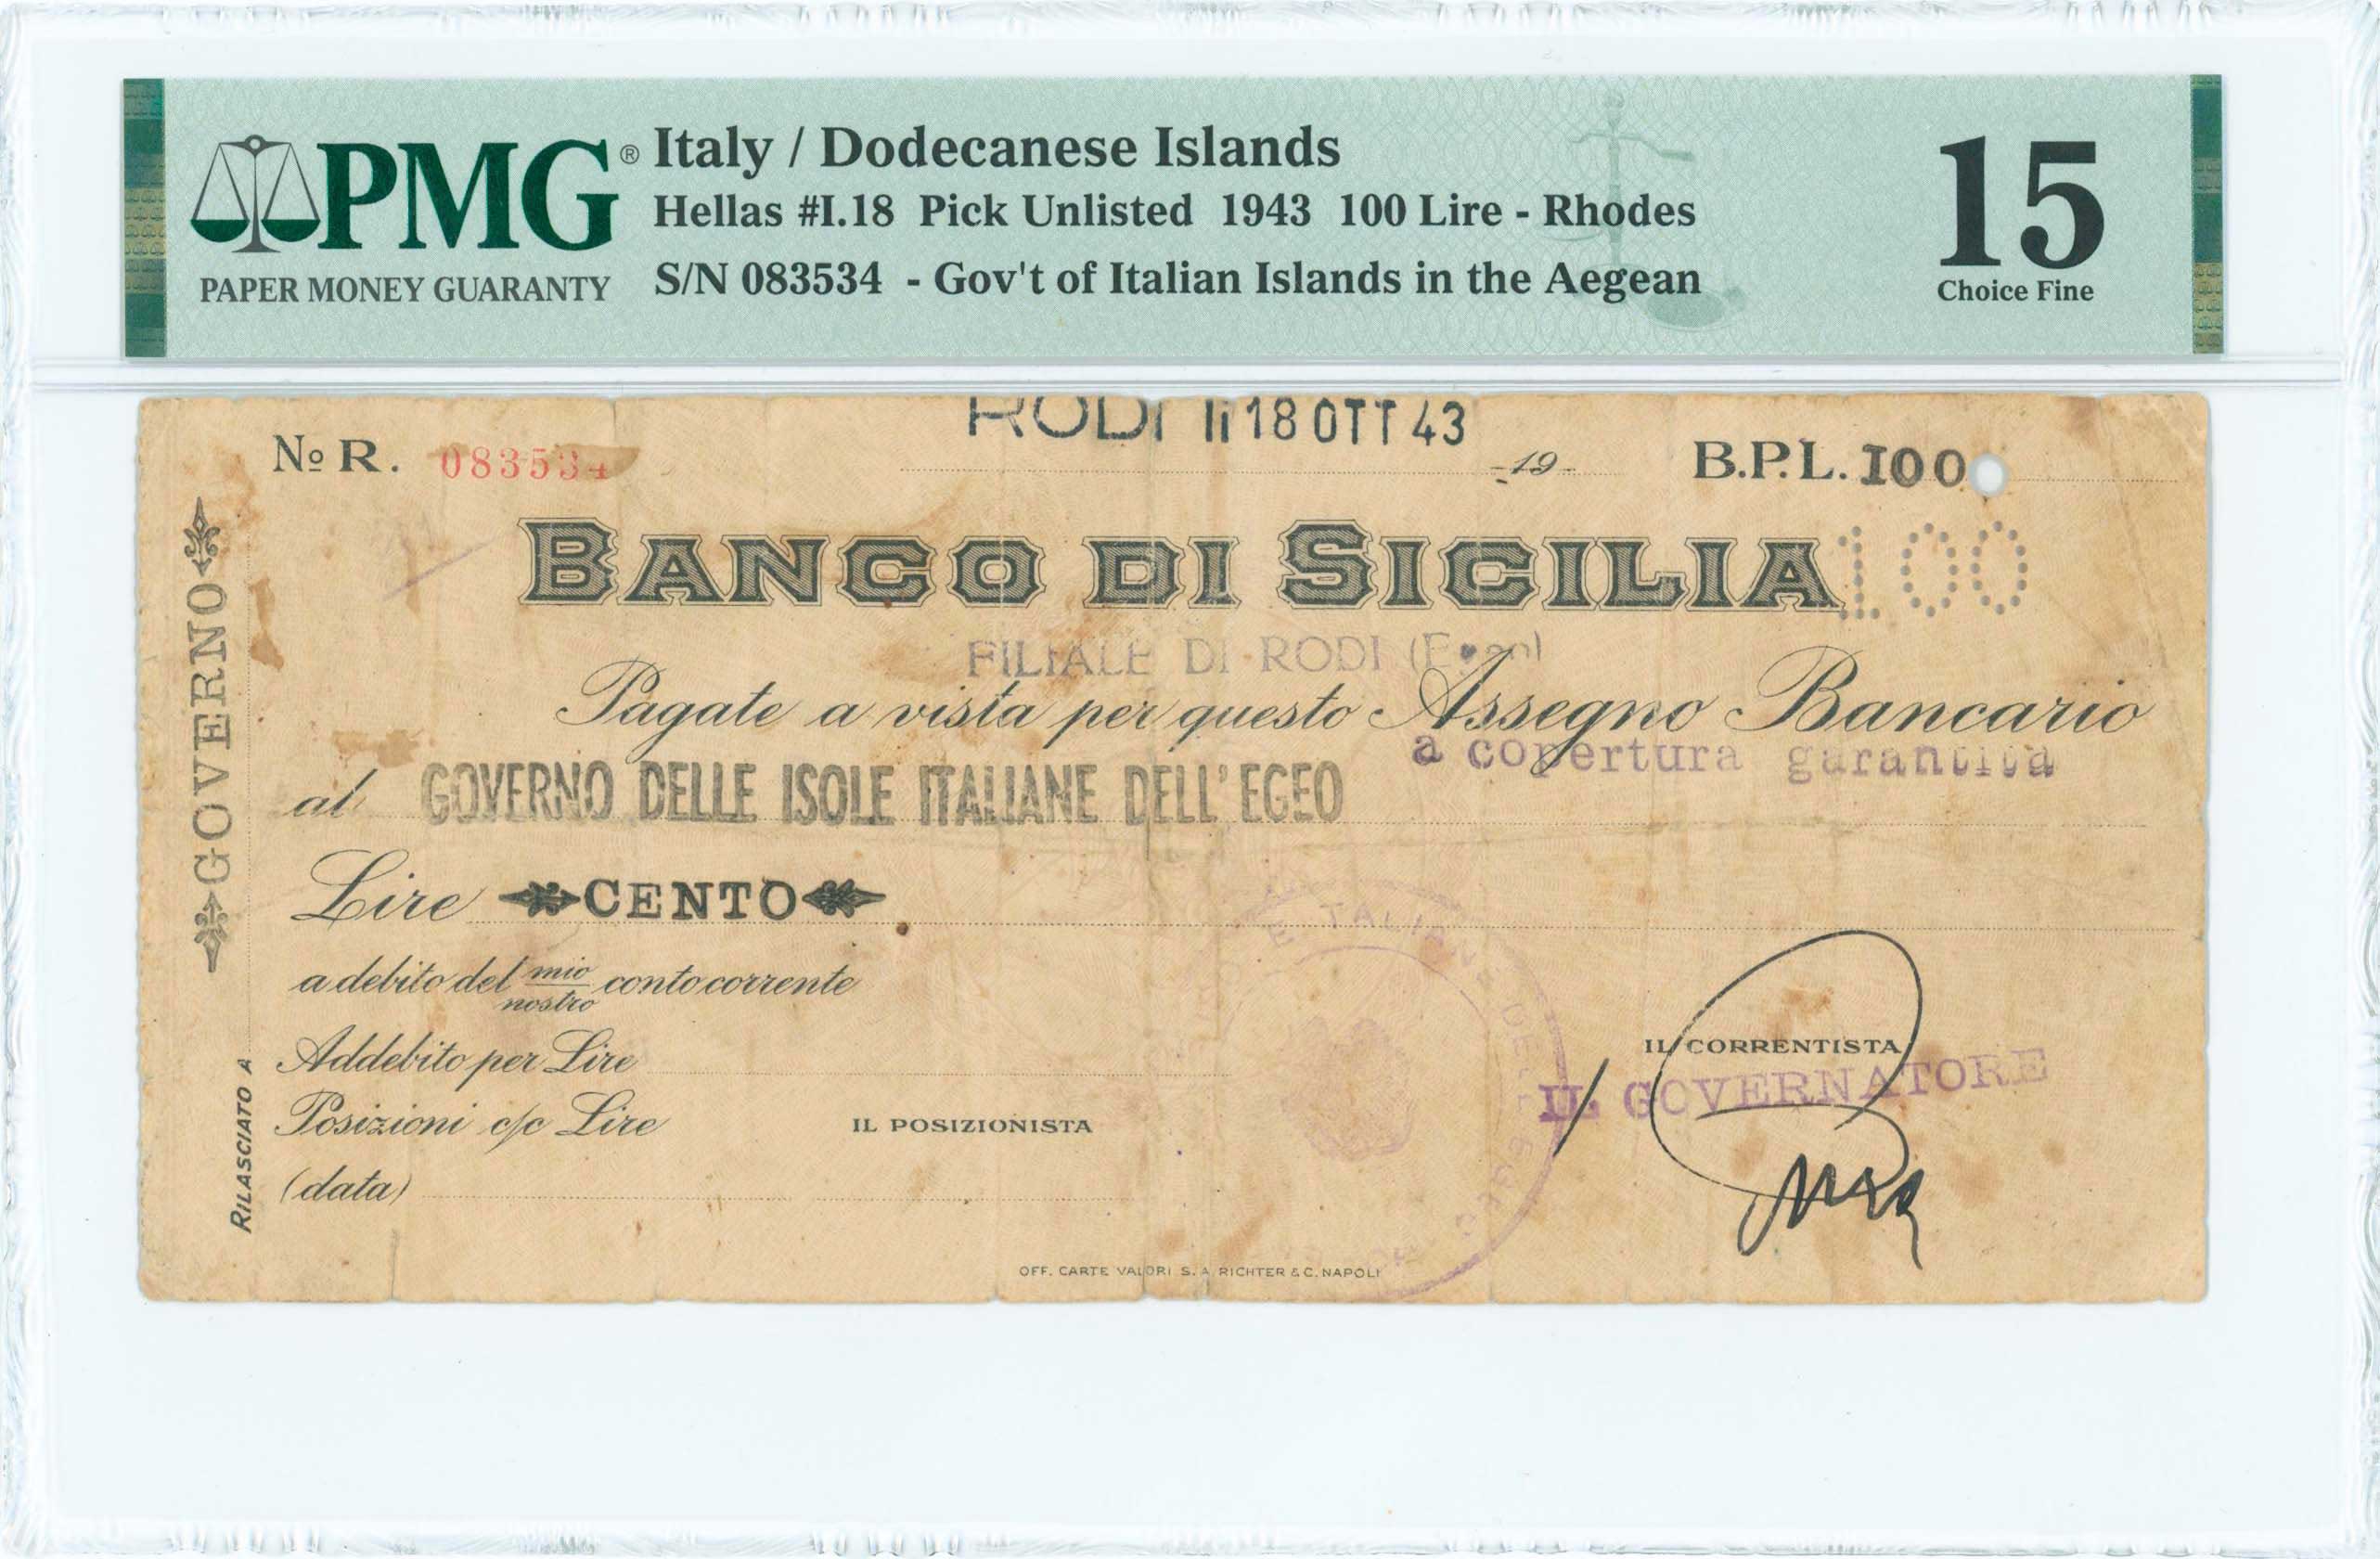 PMG®
PAPER MONEY GUARANTY
Italy / Dodecanese Islands
Hellas #I.18 Pick Unlisted 1943 100 Lire - Rhodes
S/N 083534 - Gov't of Italian Islands in the Aegean
15
Choice Fine
RODI li 18 OTT 43
№ R. 083534
19
B.P.L. 100
BANCO DI SICILIA
100
FILIALE DI RODI (Egeo)
Pagate a vista per questo Assegno Bancario
a copertura garantita
al GOVERNO DELLE ISOLE ITALIANE DELL' EGEO
Lire CENTO
a debito del mio/nostro conto corrente
Addebito per Lire
Posizioni c/c Lire
IL POSIZIONISTA
(data)
IL CORRENTISTA
IL GOVERNATORE
OFF. CARTE VALORI S. A. RICHTER & C. NAPOLI
RILASCIATO A
GOVERNO